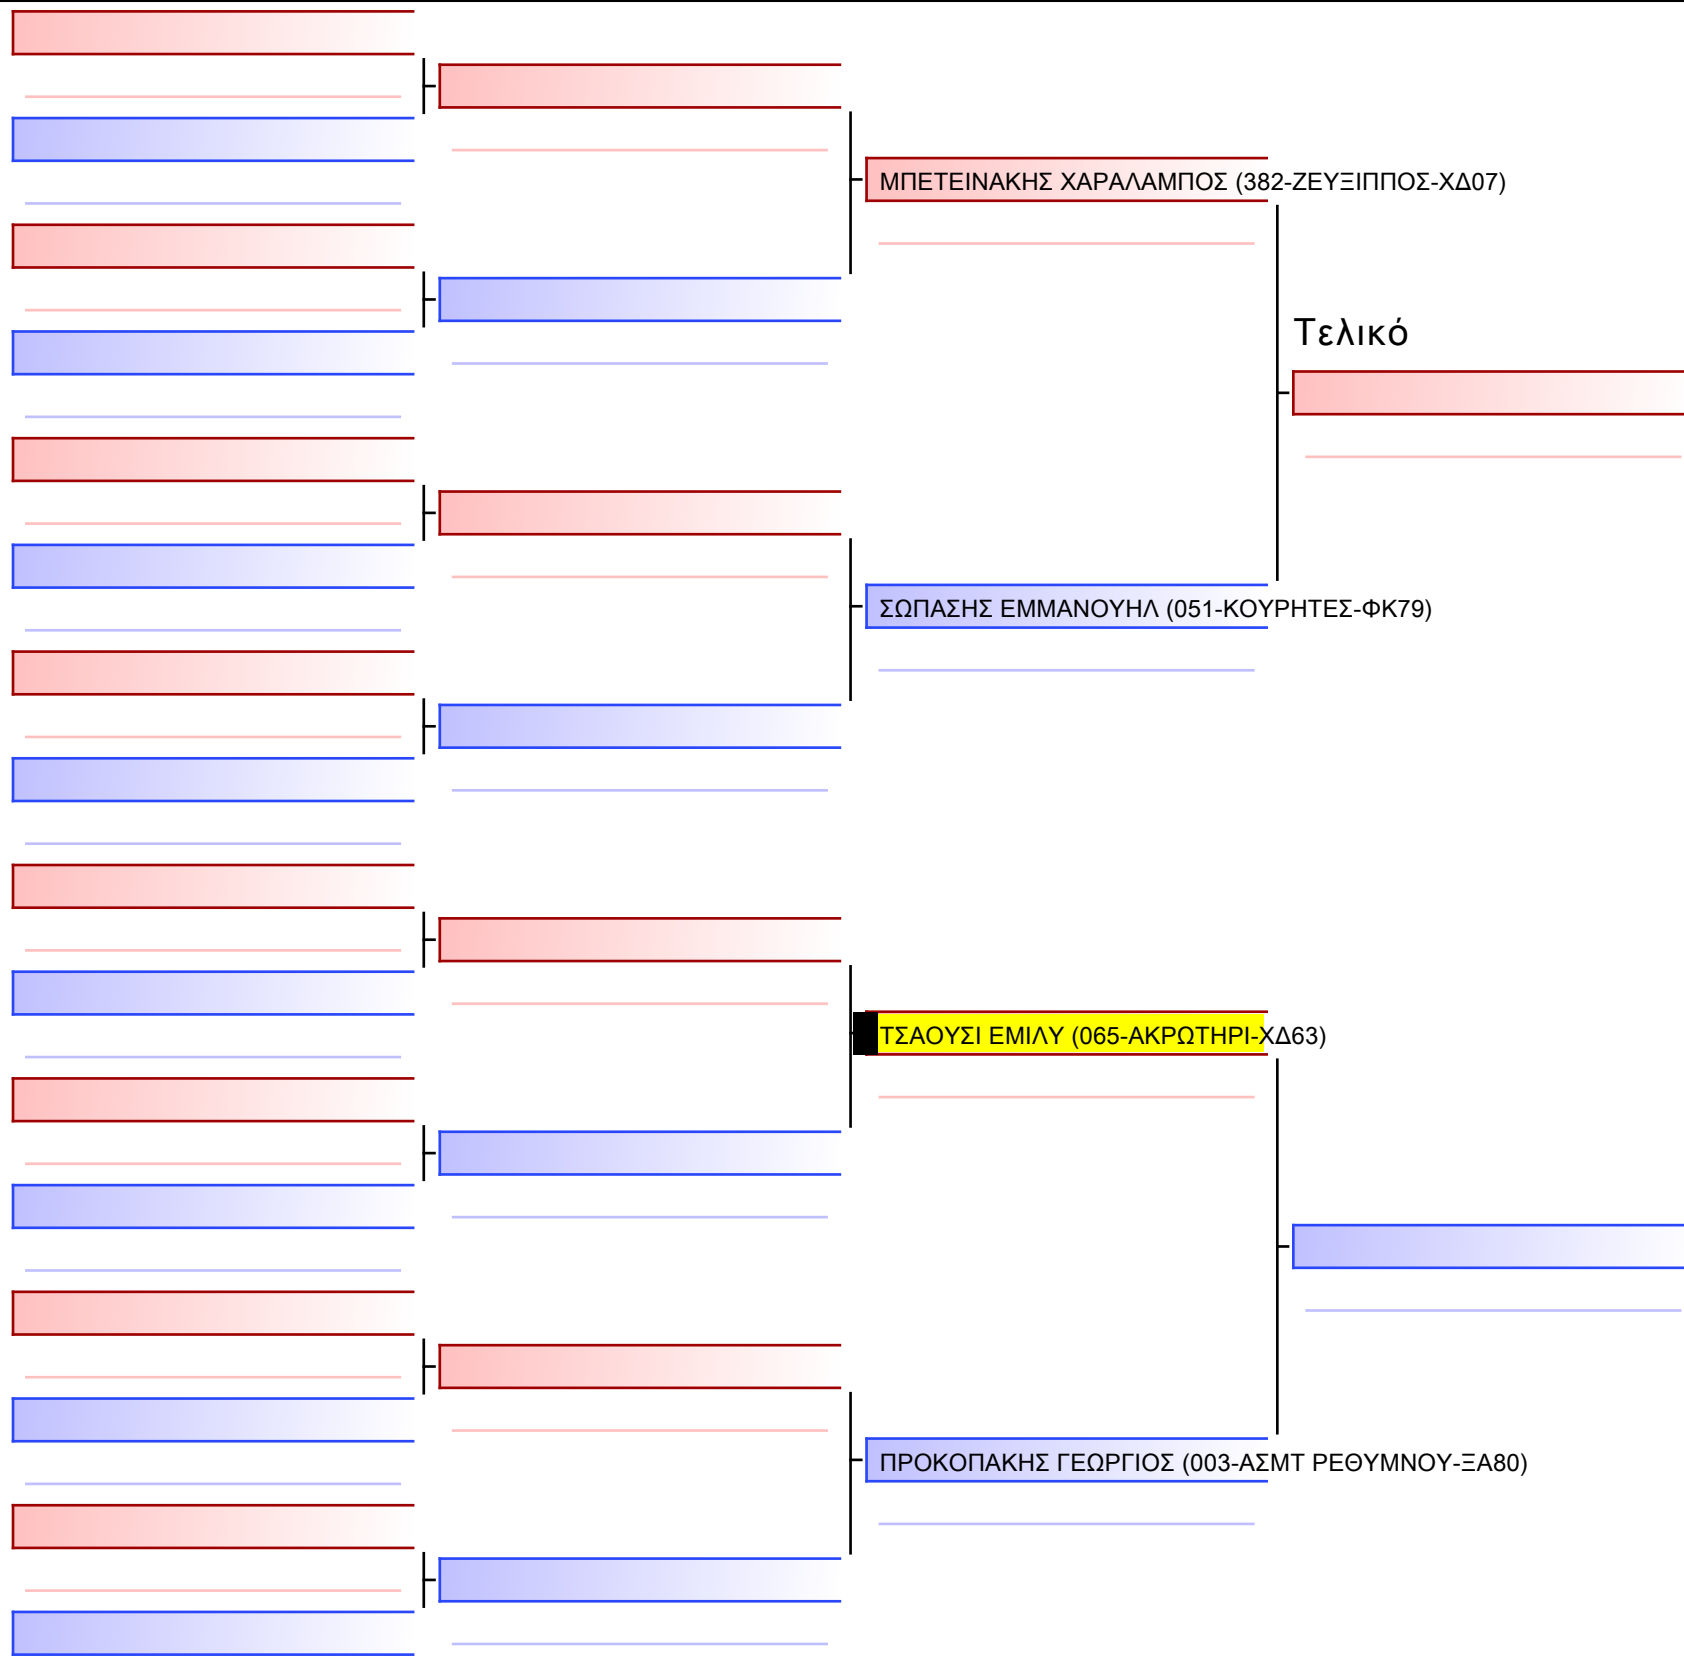 ΜΠΕΤΕΙΝΑΚΗΣ ΧΑΡΑΛΑΜΠΟΣ (382-ΖΕΥΞΙΠΠΟΣ-ΧΔ07)
Τελικό
ΣΩΠΑΣΗΣ ΕΜΜΑΝΟΥΗΛ (051-ΚΟΥΡΗΤΕΣ-ΦΚ79)
ΤΣΑΟΥΣΙ ΕΜΙΛΥ (065-ΑΚΡΩΤΗΡΙ-ΧΔ63)
ΠΡΟΚΟΠΑΚΗΣ ΓΕΩΡΓΙΟΣ (003-ΑΣΜΤ ΡΕΘΥΜΝΟΥ-ΞΑ80)